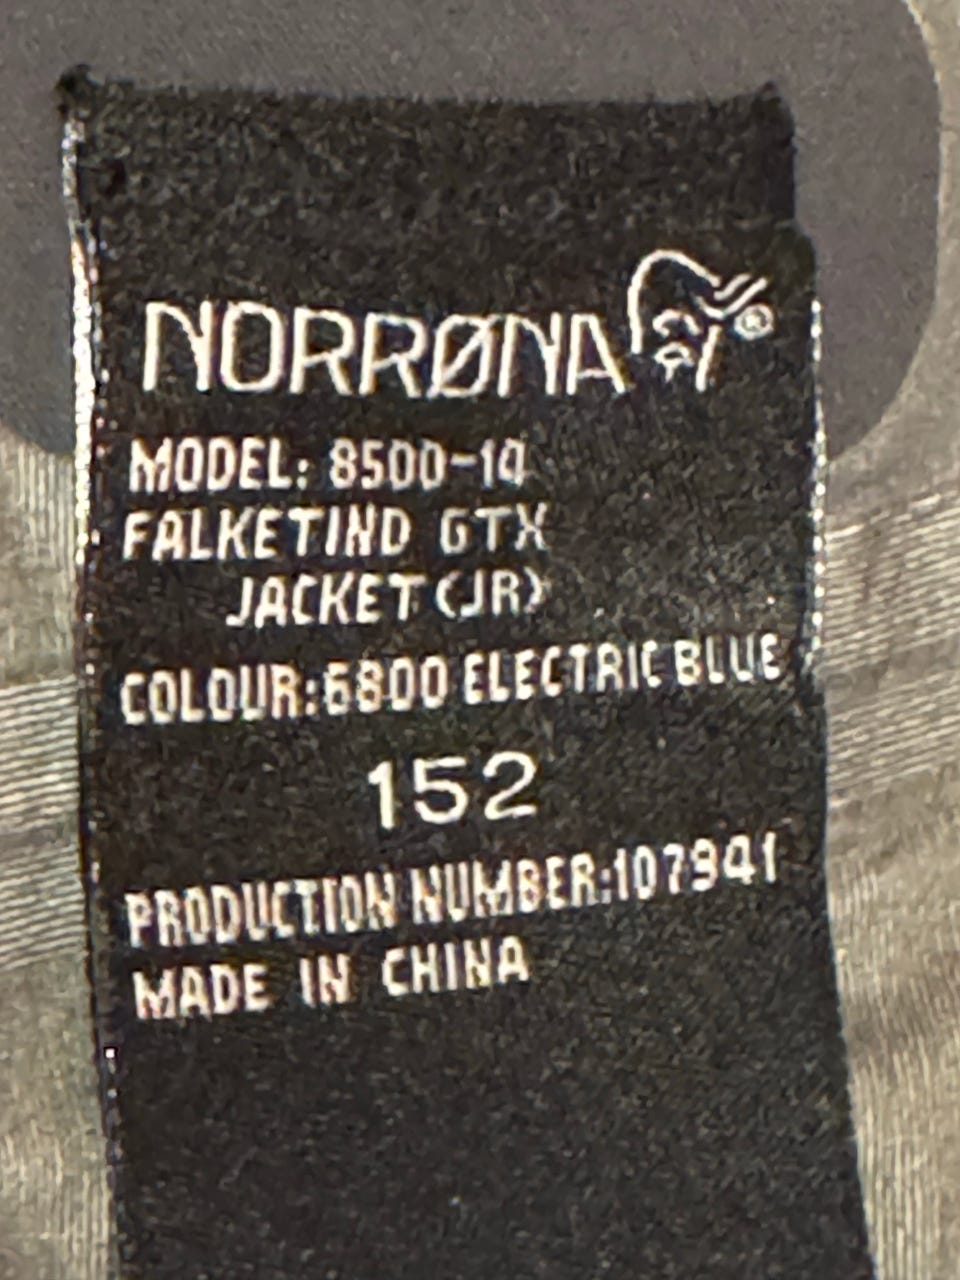 NORRØNA ®
MODEL: 8500-14
FALKETIND GTX
JACKET(JR)
COLOUR:6800 ELECTRIC BLUE
152
PRODUCTION NUMBER:107941
MADE IN CHINA